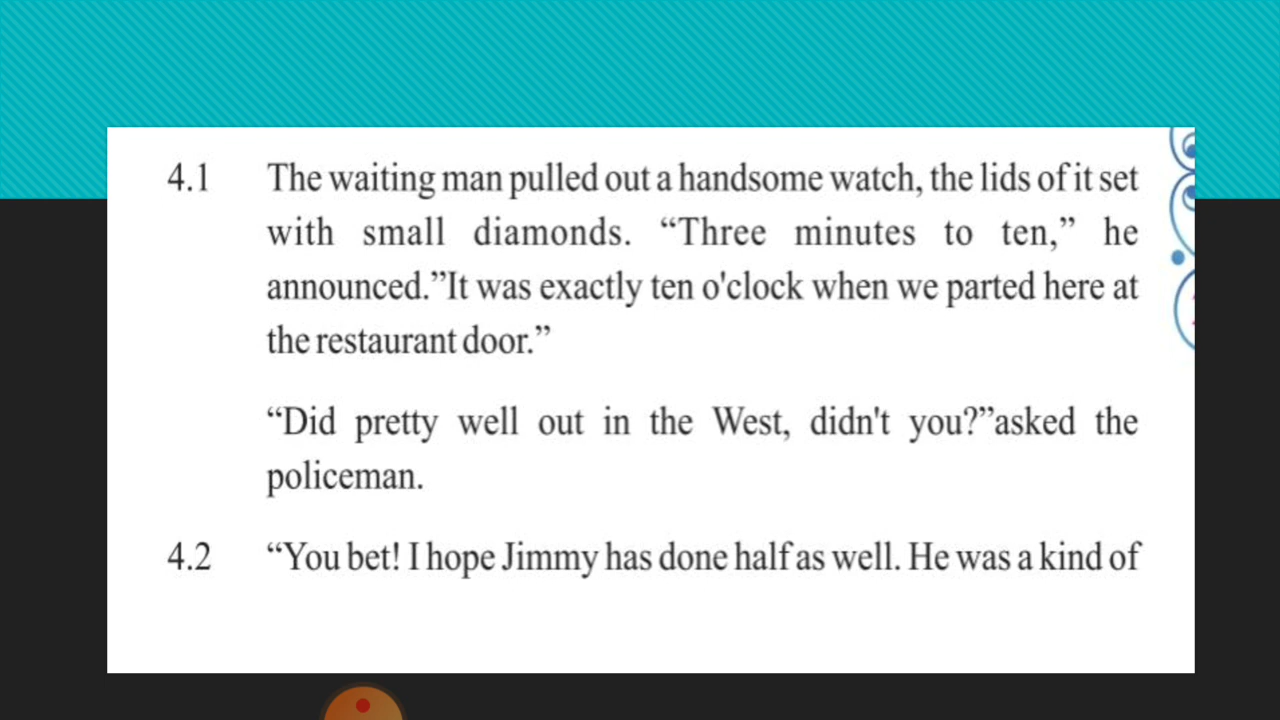 4.1 The waiting man pulled out a handsome watch, the lids of it set
with small diamonds. “Three minutes to ten,” he
announced.”It was exactly ten o'clock when we parted here at
the restaurant door.”
“Did pretty well out in the West, didn't you?”asked the
policeman.
4.2 “You bet! I hope Jimmy has done half as well. He was a kind of